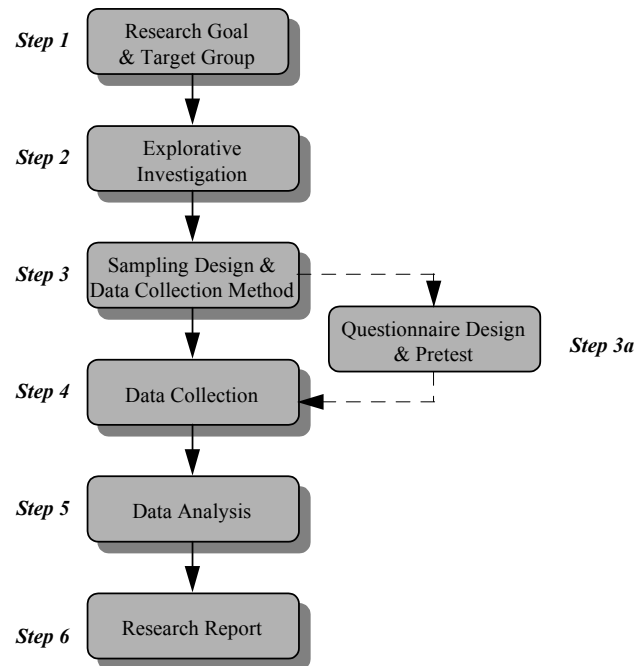 Step 1
Research Goal
& Target Group
Step 2
Explorative
Investigation
Step 3
Sampling Design &
Data Collection Method
Questionnaire Design
& Pretest
Step 3a
Step 4
Data Collection
Step 5
Data Analysis
Step 6
Research Report